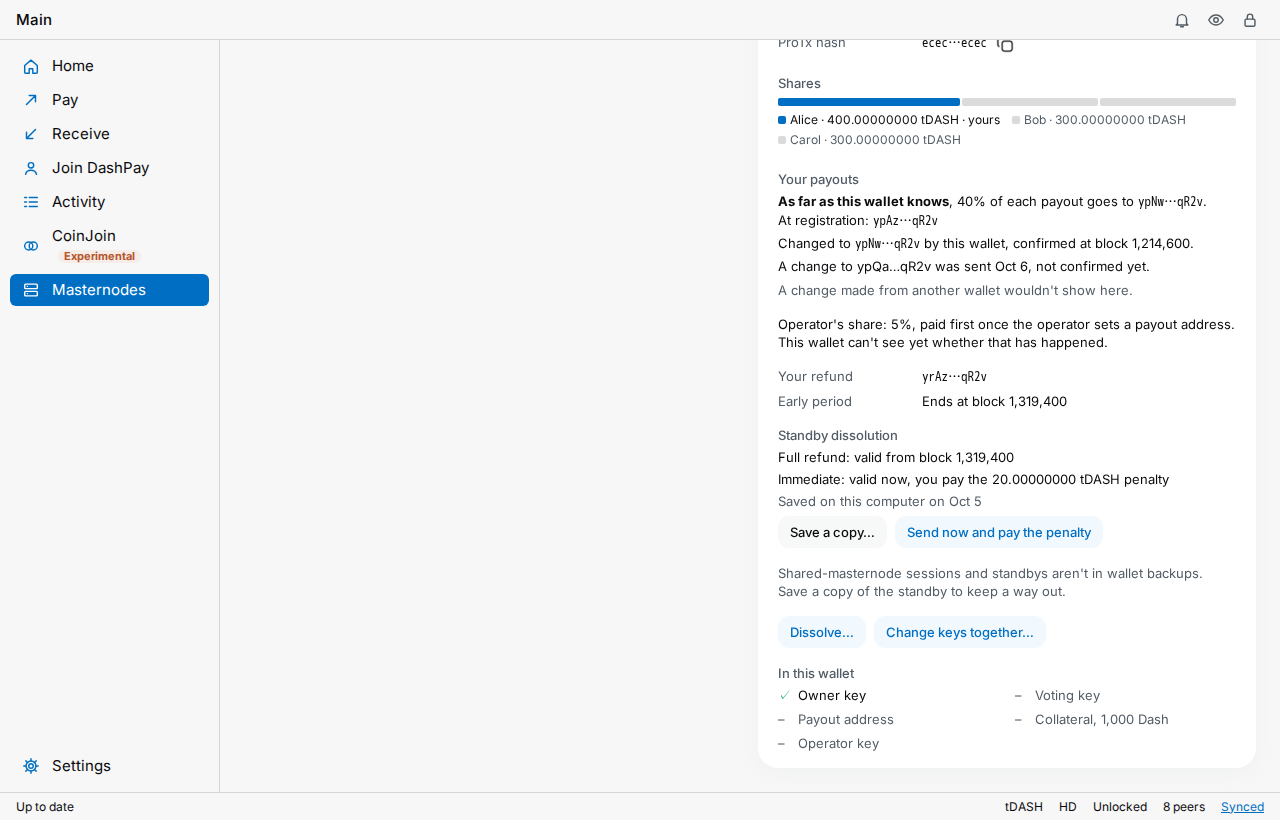 Main
Home
Pay
Receive
Join DashPay
Activity
CoinJoin
Experimental
Masternodes
Settings
ProTx hash ecec…ecec
Shares
Alice · 400.00000000 tDASH · yours Bob · 300.00000000 tDASH
Carol · 300.00000000 tDASH
Your payouts
As far as this wallet knows, 40% of each payout goes to ypNw…qR2v.
At registration: ypAz…qR2v
Changed to ypNw…qR2v by this wallet, confirmed at block 1,214,600.
A change to ypQa…qR2v was sent Oct 6, not confirmed yet.
A change made from another wallet wouldn't show here.
Operator's share: 5%, paid first once the operator sets a payout address.
This wallet can't see yet whether that has happened.
Your refund yrAz…qR2v
Early period Ends at block 1,319,400
Standby dissolution
Full refund: valid from block 1,319,400
Immediate: valid now, you pay the 20.00000000 tDASH penalty
Saved on this computer on Oct 5
Save a copy… Send now and pay the penalty
Shared-masternode sessions and standbys aren't in wallet backups.
Save a copy of the standby to keep a way out.
Dissolve… Change keys together…
In this wallet
✓ Owner key – Voting key
– Payout address – Collateral, 1,000 Dash
– Operator key
Up to date tDASH HD Unlocked 8 peers Synced